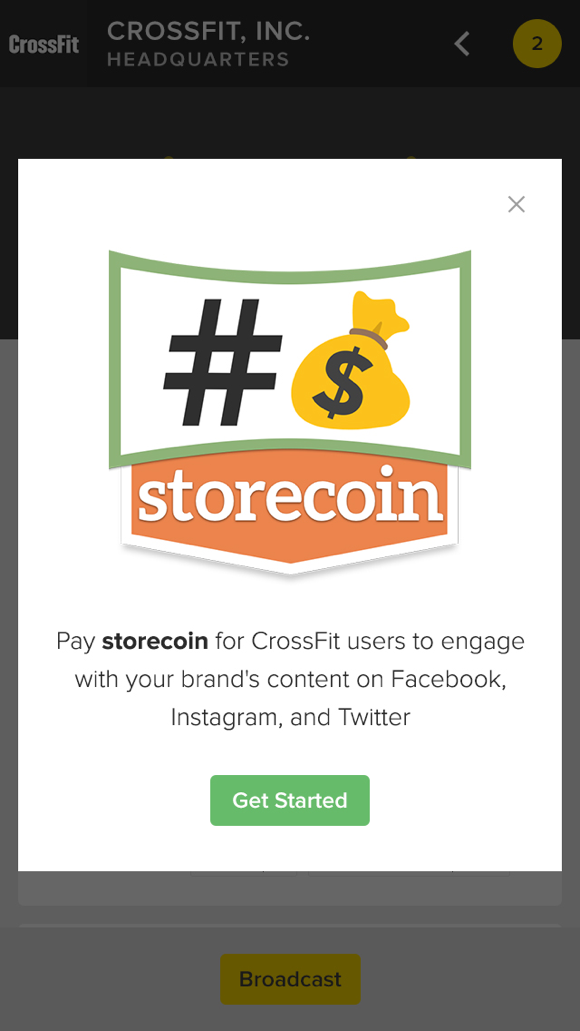 CrossFit
CROSSFIT, INC.
HEADQUARTERS
2
#$
storecoin
Pay storecoin for CrossFit users to engage
with your brand's content on Facebook,
Instagram, and Twitter
Get Started
Broadcast